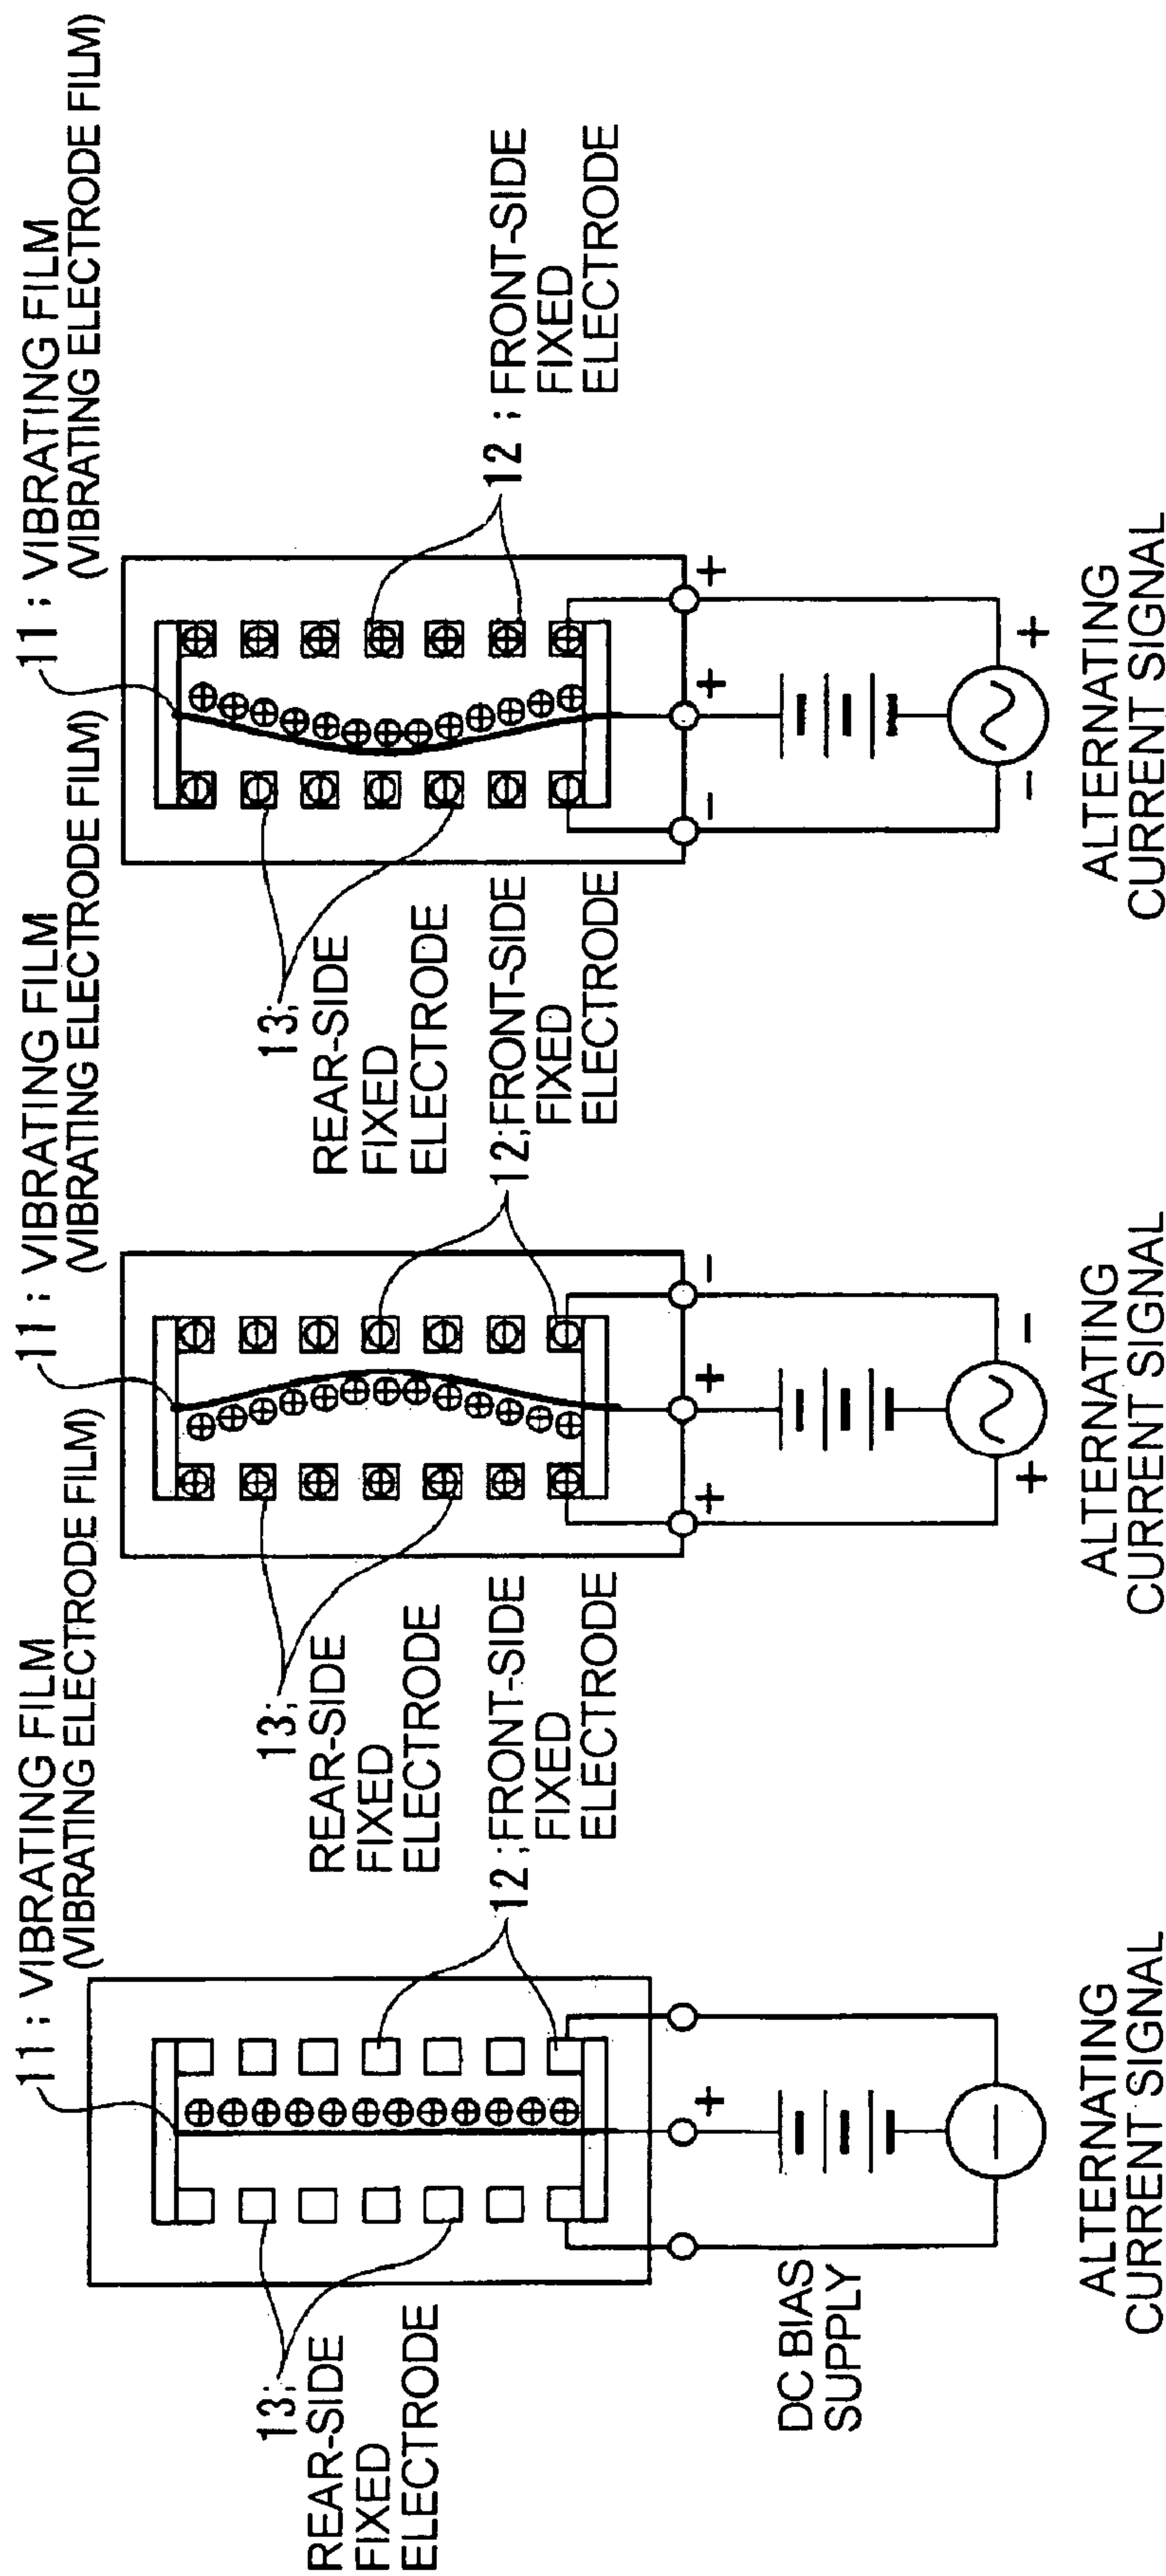 11 ; VIBRATING FILM
(VIBRATING ELECTRODE FILM)
13;
REAR-SIDE
FIXED
ELECTRODE
12 ;FRONT-SIDE
FIXED
ELECTRODE
+
DC BIAS
SUPPLY
ALTERNATING
CURRENT SIGNAL
11 ; VIBRATING FILM
(VIBRATING ELECTRODE FILM)
13;
REAR-SIDE
FIXED
ELECTRODE
12;FRONT-SIDE
FIXED
ELECTRODE
+ + −
+ −
ALTERNATING
CURRENT SIGNAL
11 ; VIBRATING FILM
(VIBRATING ELECTRODE FILM)
13;
REAR-SIDE
FIXED
ELECTRODE
12 ; FRONT-SIDE
FIXED
ELECTRODE
− + +
− +
ALTERNATING
CURRENT SIGNAL